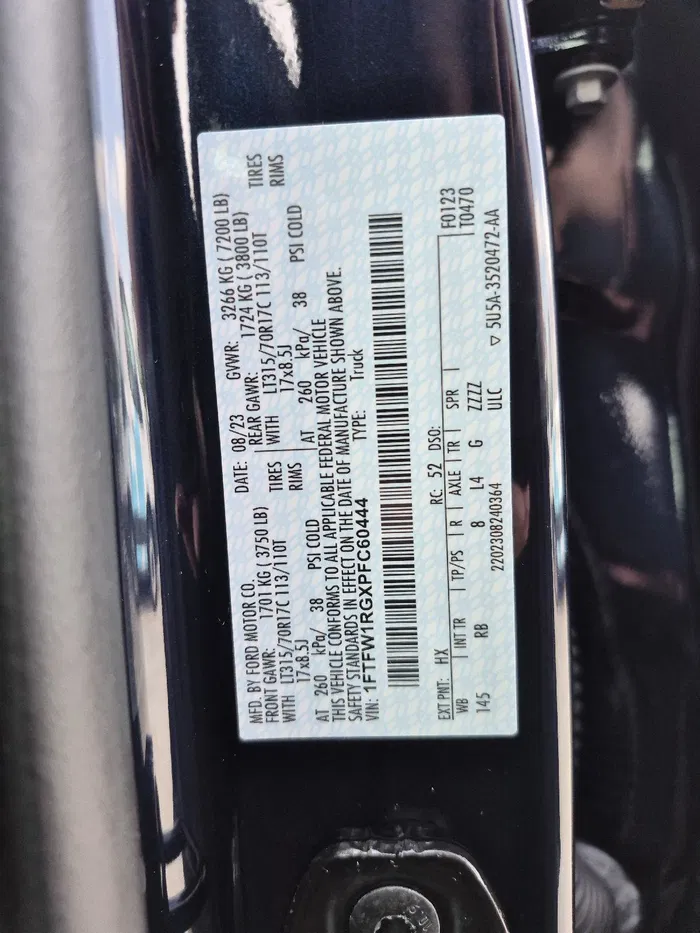 MFD. BY FORD MOTOR CO. DATE: 08/23 GVWR: 3266 KG ( 7200 LB)
FRONT GAWR: 1701 KG ( 3750 LB) REAR GAWR: 1724 KG ( 3800 LB)
WITH LT315/70R17C 113/110T TIRES WITH LT315/70R17C 113/110T TIRES
17x8.5J RIMS 17x8.5J RIMS
AT 260 kPa/ 38 PSI COLD AT 260 kPa/ 38 PSI COLD
THIS VEHICLE CONFORMS TO ALL APPLICABLE FEDERAL MOTOR VEHICLE
SAFETY STANDARDS IN EFFECT ON THE DATE OF MANUFACTURE SHOWN ABOVE.
VIN: 1FTFW1RGXPFC60444 TYPE: Truck
EXT PNT: HX RC: 52 DSO: F0123
WB INT TR TP/PS R AXLE TR SPR T0470
145 RB 8 L4 G ZZZZ
2202308240364 ULC ▽ 5U5A-3520472-AA